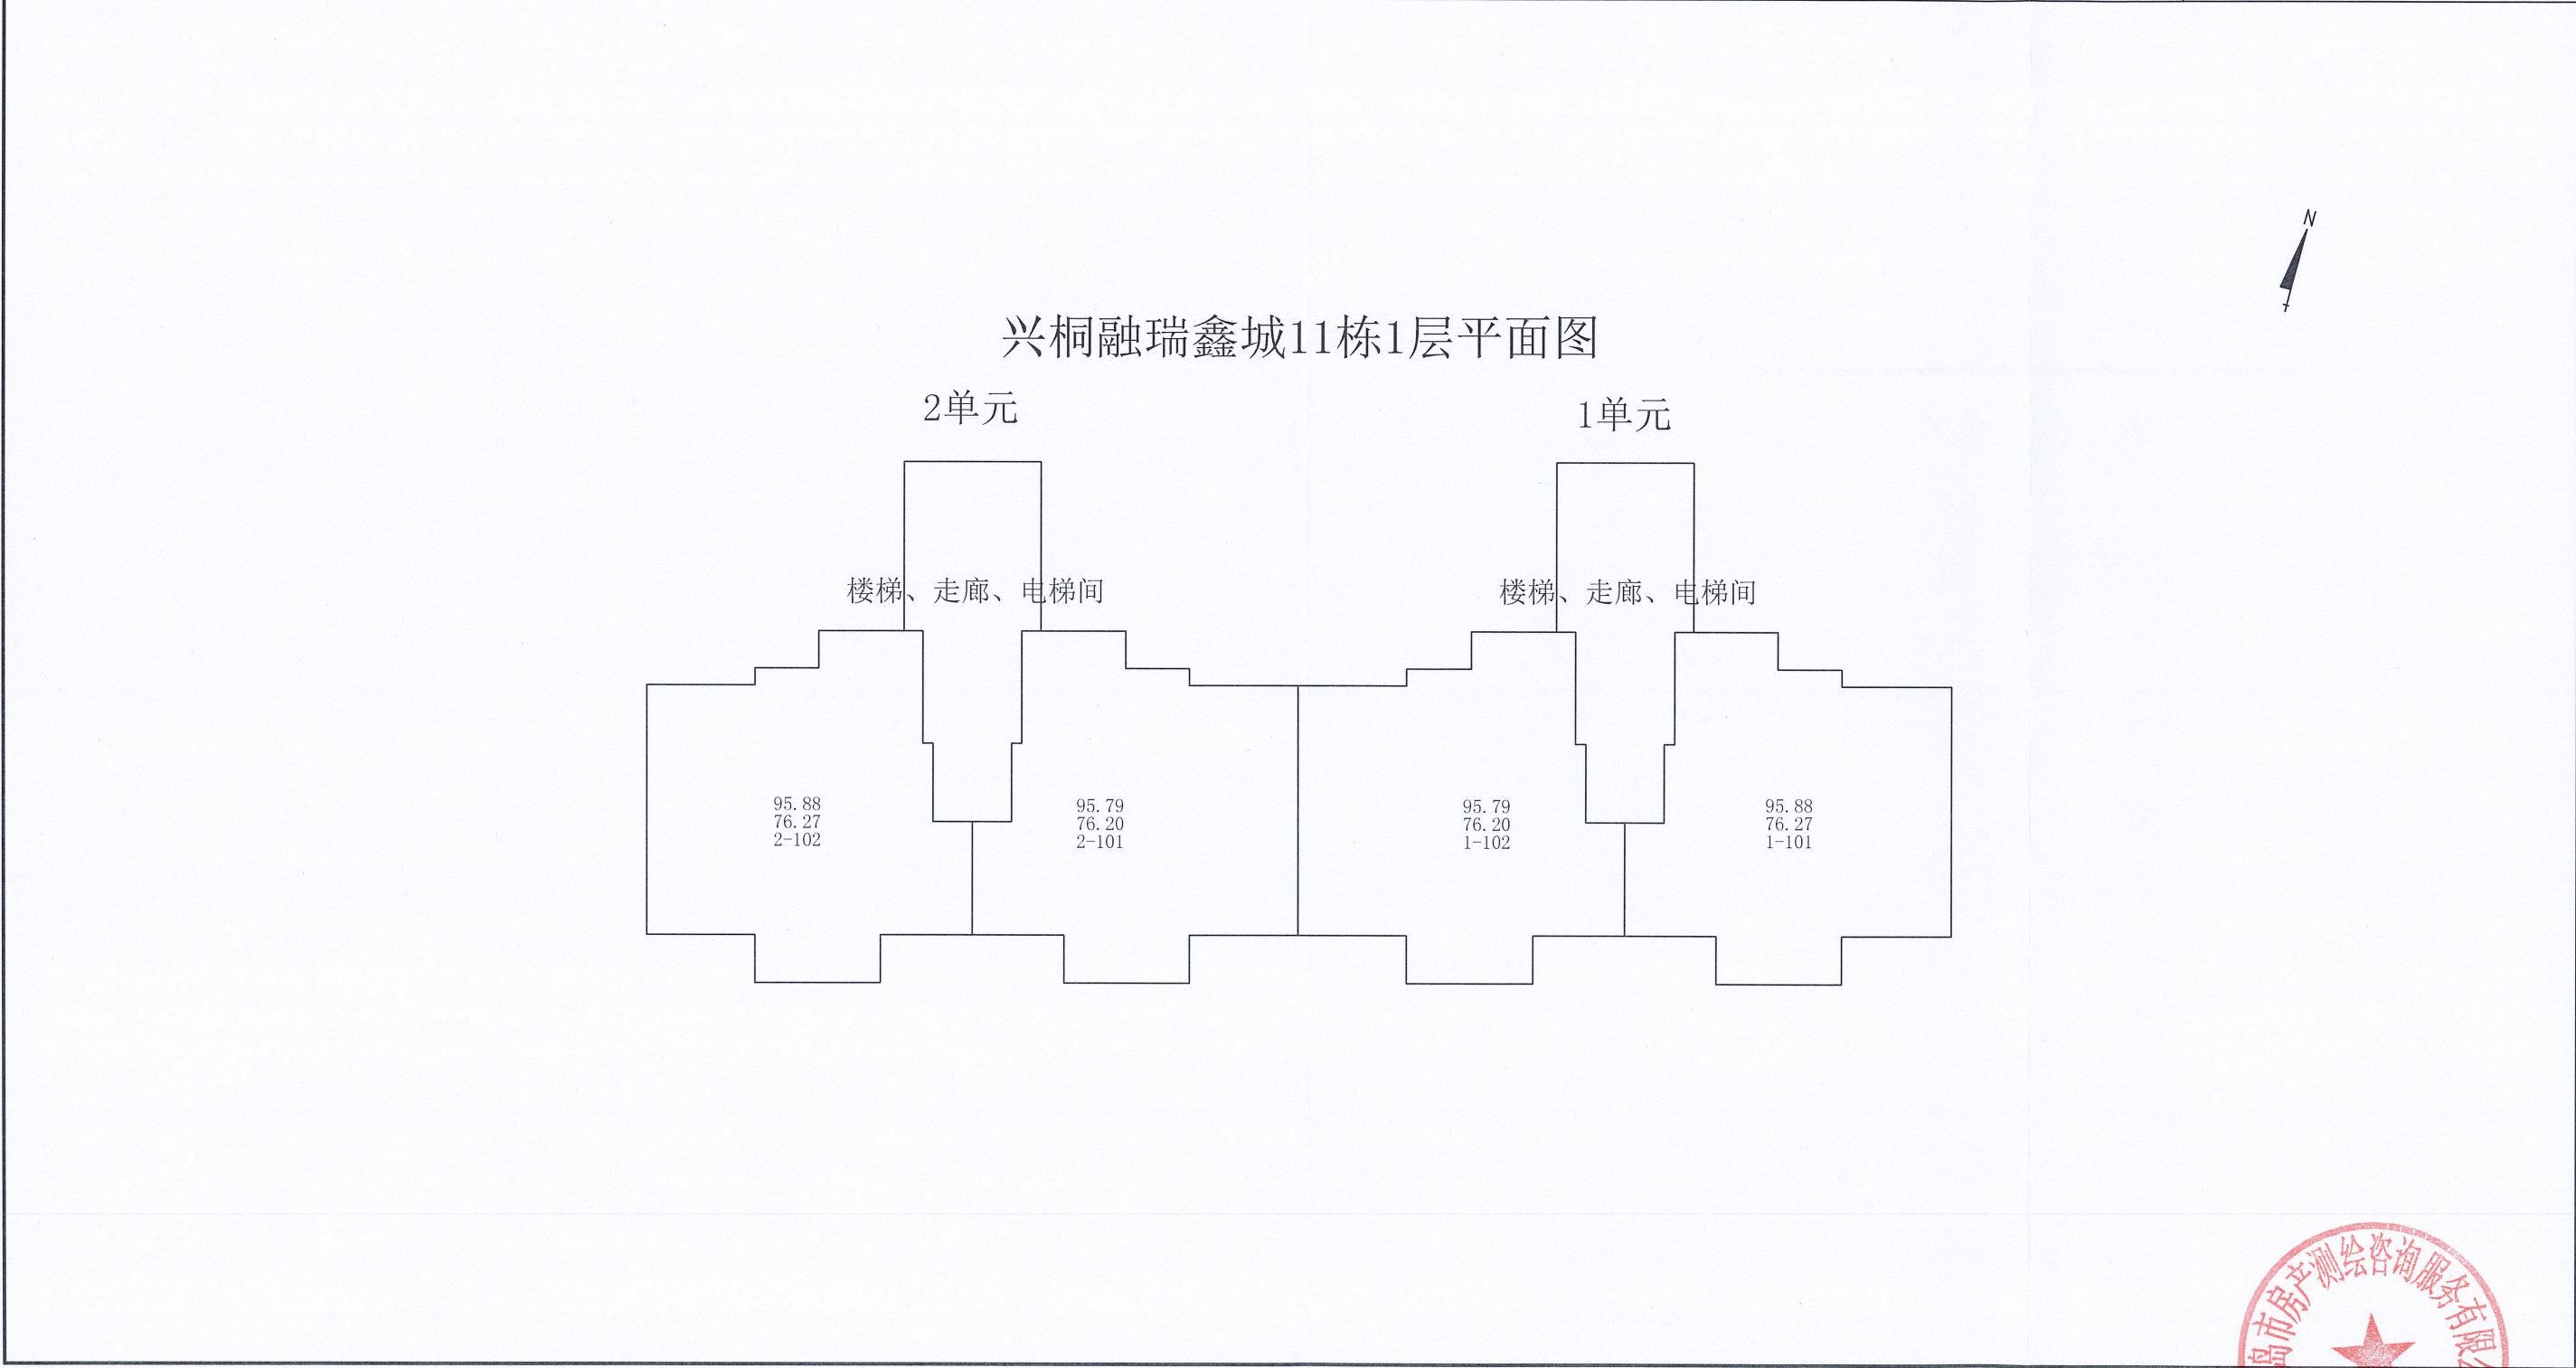 N
兴桐融瑞鑫城11栋1层平面图
2单元
1单元
楼梯、走廊、电梯间
楼梯、走廊、电梯间
95.88
76.27
2-102
95.79
76.20
2-101
95.79
76.20
1-102
95.88
76.27
1-101
岛市房产测绘咨询服务有限